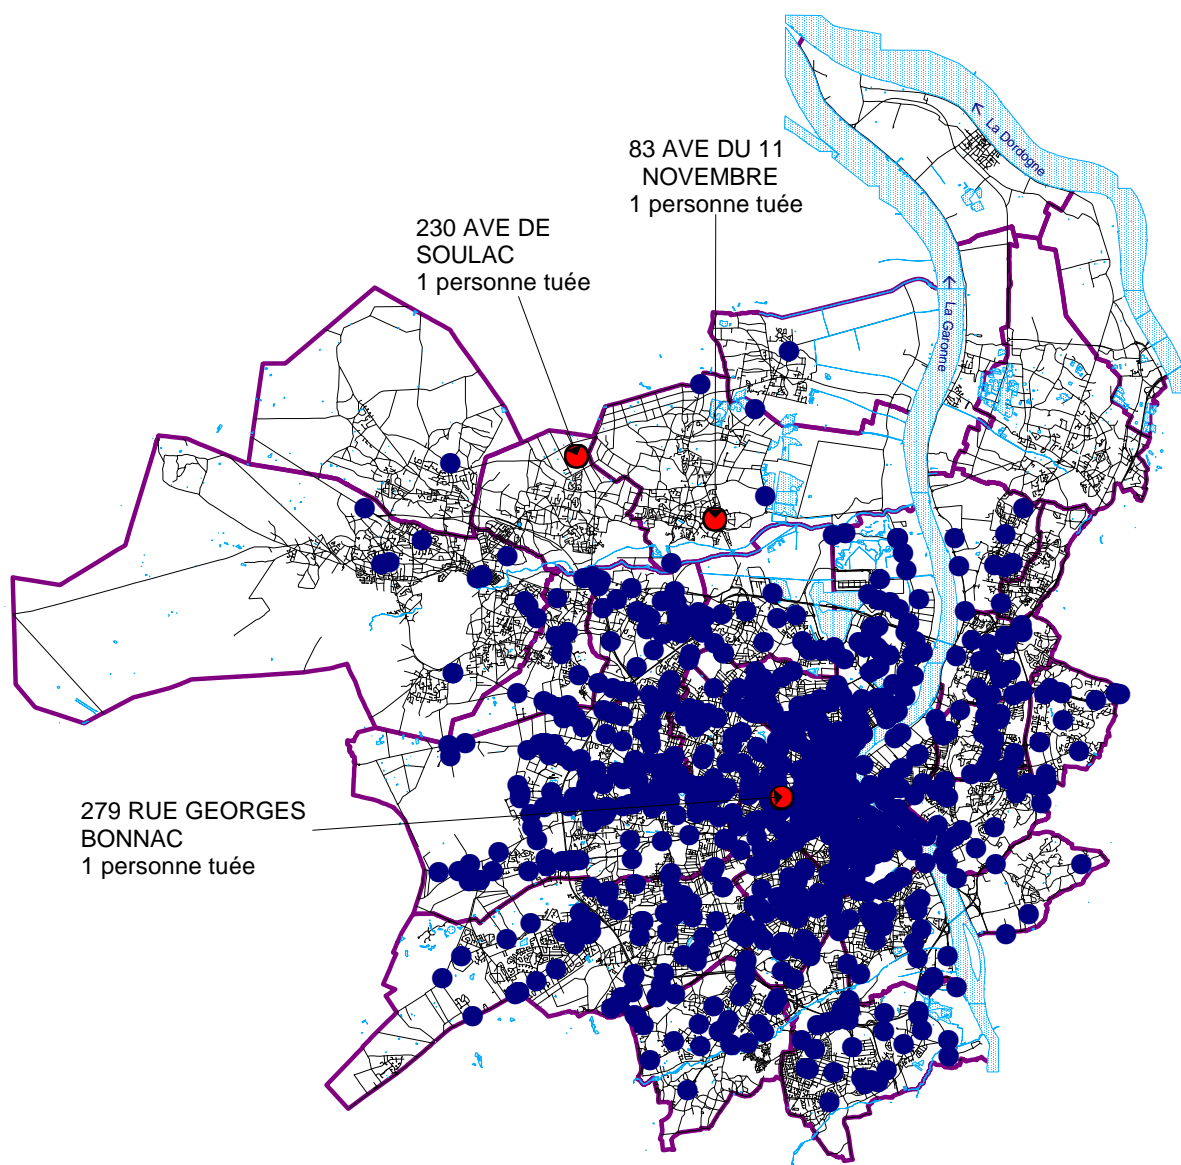 83 AVE DU 11
NOVEMBRE
1 personne tuée
230 AVE DE
SOULAC
1 personne tuée
La Dordogne
La Garonne
279 RUE GEORGES
BONNAC
1 personne tuée